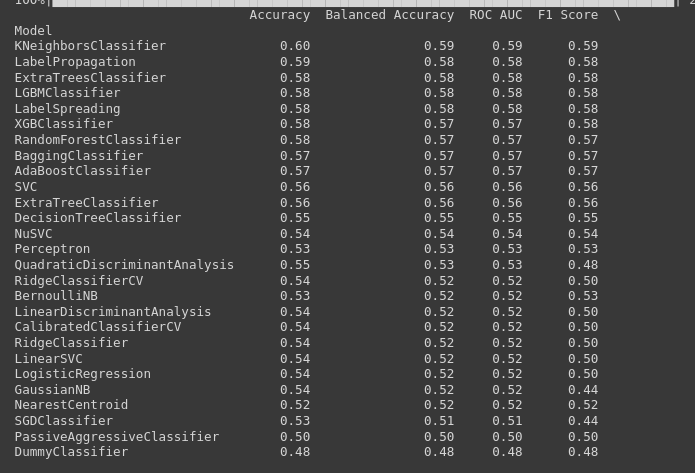 100%|
Accuracy Balanced Accuracy ROC AUC F1 Score \
Model
KNeighborsClassifier 0.60 0.59 0.59 0.59
LabelPropagation 0.59 0.58 0.58 0.58
ExtraTreesClassifier 0.58 0.58 0.58 0.58
LGBMClassifier 0.58 0.58 0.58 0.58
LabelSpreading 0.58 0.58 0.58 0.58
XGBClassifier 0.58 0.57 0.57 0.58
RandomForestClassifier 0.58 0.57 0.57 0.57
BaggingClassifier 0.57 0.57 0.57 0.57
AdaBoostClassifier 0.57 0.57 0.57 0.57
SVC 0.56 0.56 0.56 0.56
ExtraTreeClassifier 0.56 0.56 0.56 0.56
DecisionTreeClassifier 0.55 0.55 0.55 0.55
NuSVC 0.54 0.54 0.54 0.54
Perceptron 0.53 0.53 0.53 0.53
QuadraticDiscriminantAnalysis 0.55 0.53 0.53 0.48
RidgeClassifierCV 0.54 0.52 0.52 0.50
BernoulliNB 0.53 0.52 0.52 0.53
LinearDiscriminantAnalysis 0.54 0.52 0.52 0.50
CalibratedClassifierCV 0.54 0.52 0.52 0.50
RidgeClassifier 0.54 0.52 0.52 0.50
LinearSVC 0.54 0.52 0.52 0.50
LogisticRegression 0.54 0.52 0.52 0.50
GaussianNB 0.54 0.52 0.52 0.44
NearestCentroid 0.52 0.52 0.52 0.52
SGDClassifier 0.53 0.51 0.51 0.44
PassiveAggressiveClassifier 0.50 0.50 0.50 0.50
DummyClassifier 0.48 0.48 0.48 0.48